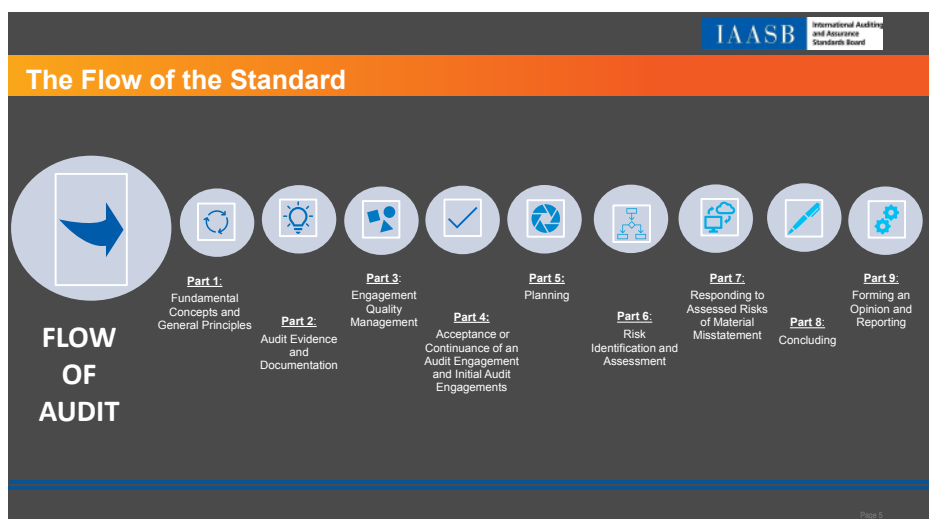 IAASB
International Auditing
and Assurance
Standards Board
The Flow of the Standard
FLOW
OF
AUDIT
Part 1:
Fundamental
Concepts and
General Principles
Part 2:
Audit Evidence
and
Documentation
Part 3:
Engagement
Quality
Management
Part 4:
Acceptance or
Continuance of an
Audit Engagement
and Initial Audit
Engagements
Part 5:
Planning
Part 6:
Risk
Identification and
Assessment
Part 7:
Responding to
Assessed Risks
of Material
Misstatement
Part 8:
Concluding
Part 9:
Forming an
Opinion and
Reporting
Page 5